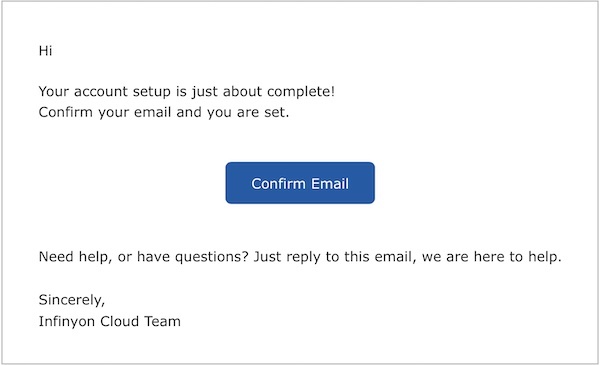 Hi
Your account setup is just about complete!
Confirm your email and you are set.
Confirm Email
Need help, or have questions? Just reply to this email, we are here to help.
Sincerely,
Infinyon Cloud Team